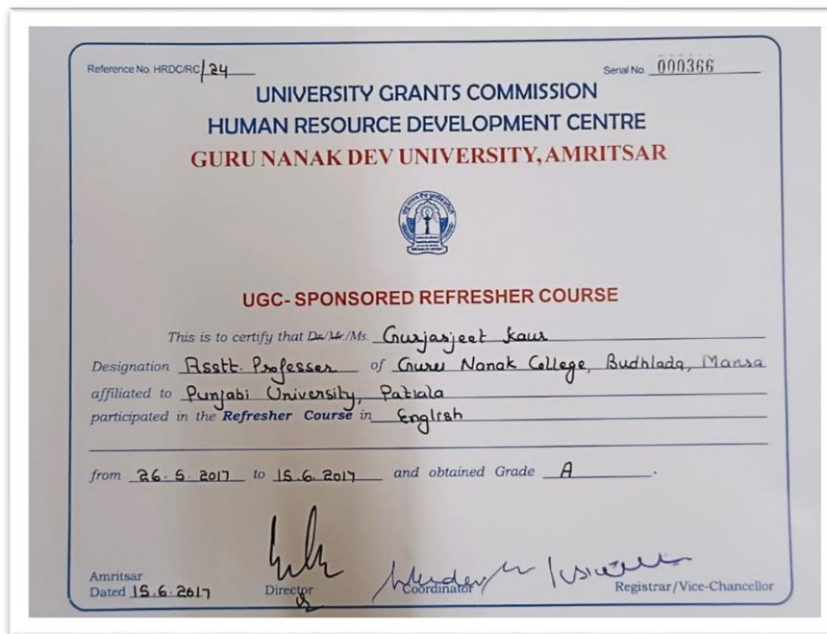 Reference No. HRDC/RC/24 Serial No. 000366
UNIVERSITY GRANTS COMMISSION
HUMAN RESOURCE DEVELOPMENT CENTRE
GURU NANAK DEV UNIVERSITY, AMRITSAR
UGC- SPONSORED REFRESHER COURSE
This is to certify that Dr/Mr/Ms. Gurjasjeet Kaur
Designation Asstt. Professer of Guru Nanak College, Budhlada, Mansa
affiliated to Punjabi University, Patiala
participated in the Refresher Course in English
from 26.5.2017 to 15.6.2017 and obtained Grade A.
Amritsar
Dated 15.6.2017 Director Coordinator Registrar/Vice-Chancellor